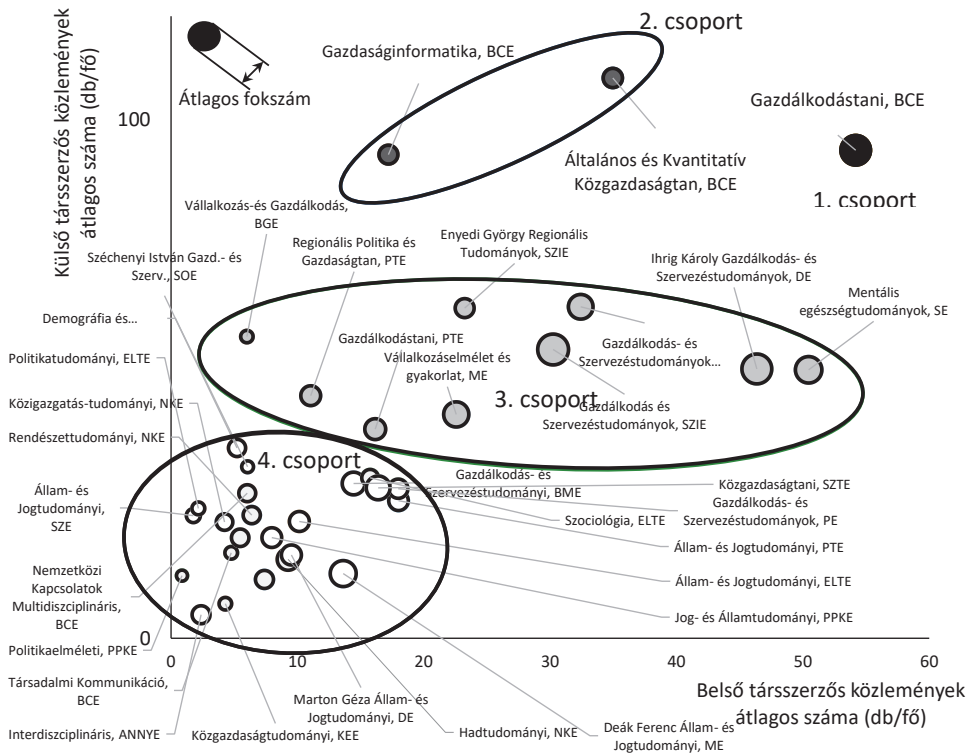 Külső társszerzős közlemények
átlagos száma (db/fő)
Átlagos fokszám
100
0
2. csoport
Gazdaságinformatika, BCE
Általános és Kvantitatív
Közgazdaságtan, BCE
Gazdálkodástani, BCE
1. csoport
Vállalkozás-és Gazdálkodás,
BGE
Regionális Politika és
Gazdaságtan, PTE
Enyedi György Regionális
Tudományok, SZIE
Ihrig Károly Gazdálkodás- és
Szervezéstudományok, DE
Mentális
egészségtudományok, SE
Széchenyi István Gazd.- és
Szerv., SOE
Demográfia és...
Gazdálkodástani, PTE
Vállalkozáselmélet és
gyakorlat, ME
Gazdálkodás- és
Szervezéstudományok...
3. csoport
Gazdálkodás és
Szervezéstudományok, SZIE
Politikatudományi, ELTE
Közigazgatás-tudományi, NKE
Rendészettudományi, NKE
4. csoport
Állam- és
Jogtudományi,
SZE
Gazdálkodás- és
Szervezéstudományi, BME
Közgazdaságtani, SZTE
Szociológia, ELTE
Gazdálkodás- és
Szervezéstudományok, PE
Állam- és Jogtudományi, PTE
Állam- és Jogtudományi, ELTE
Jog- és Államtudományi, PPKE
Nemzetközi
Kapcsolatok
Multidiszciplináris,
BCE
Politikaelméleti, PPKE
Társadalmi Kommunikáció,
BCE
Interdiszciplináris, ANNYE
Közgazdaságtudományi, KEE
Marton Géza Állam- és
Jogtudományi, DE
Hadtudományi, NKE
Deák Ferenc Állam- és
Jogtudományi, ME
0 10 20 30 40 50 60
Belső társszerzős közlemények
átlagos száma (db/fő)